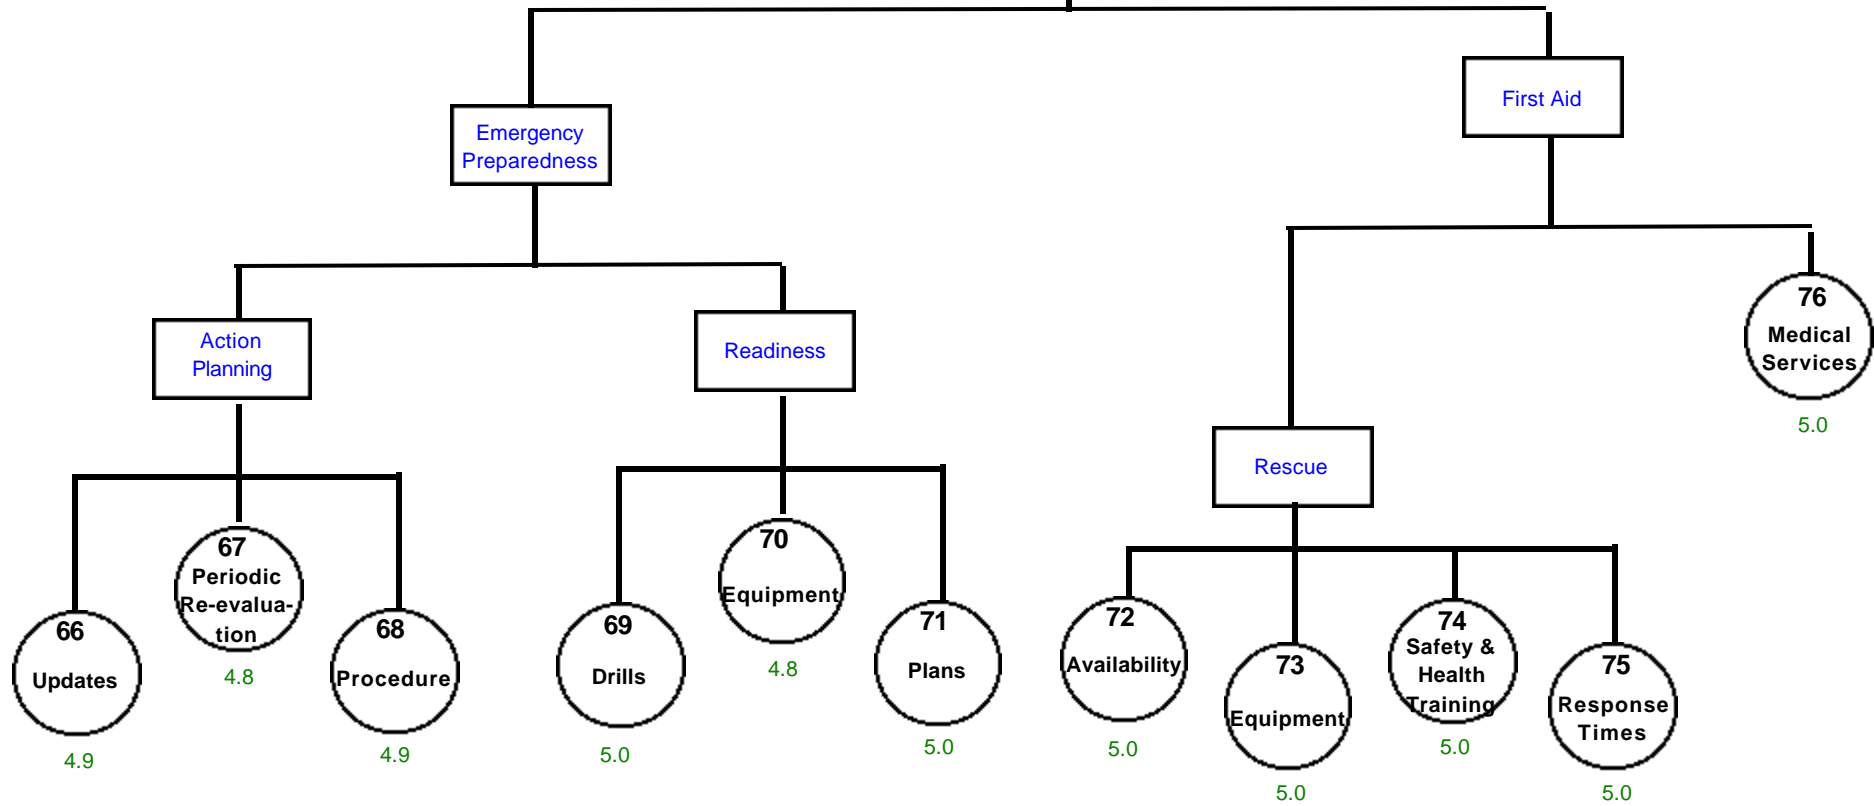 First Aid
Emergency
Preparedness
Action
Planning
Readiness
Rescue
76
Medical
Services
5.0
66
Updates
4.9
67
Periodic
Re-evalua-
tion
4.8
68
Procedure
4.9
69
Drills
5.0
70
Equipment
4.8
71
Plans
5.0
72
Availability
5.0
73
Equipment
5.0
74
Safety &
Health
Training
5.0
75
Response
Times
5.0